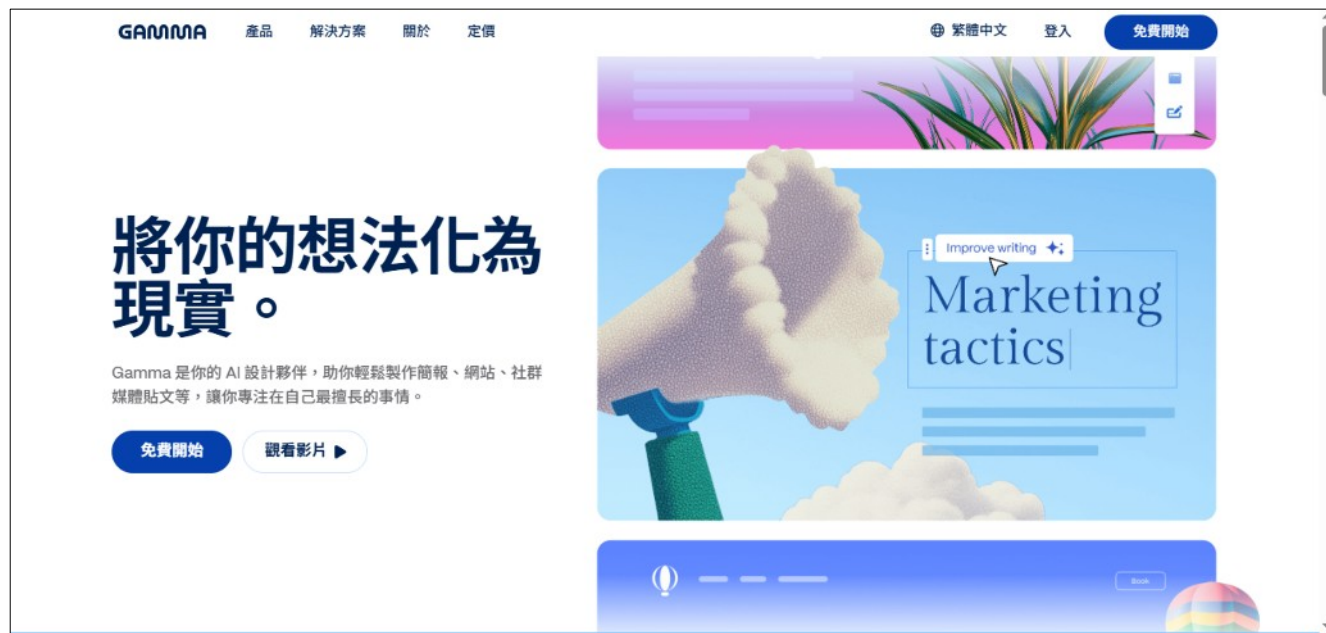 GAMMA 產品 解決方案 關於 定價 繁體中文 登入 免費開始
將你的想法化為
現實。
Gamma 是你的 AI 設計夥伴，助你輕鬆製作簡報、網站、社群
媒體貼文等，讓你專注在自己最擅長的事情。
免費開始 觀看影片
Improve writing
Marketing
tactics
Book